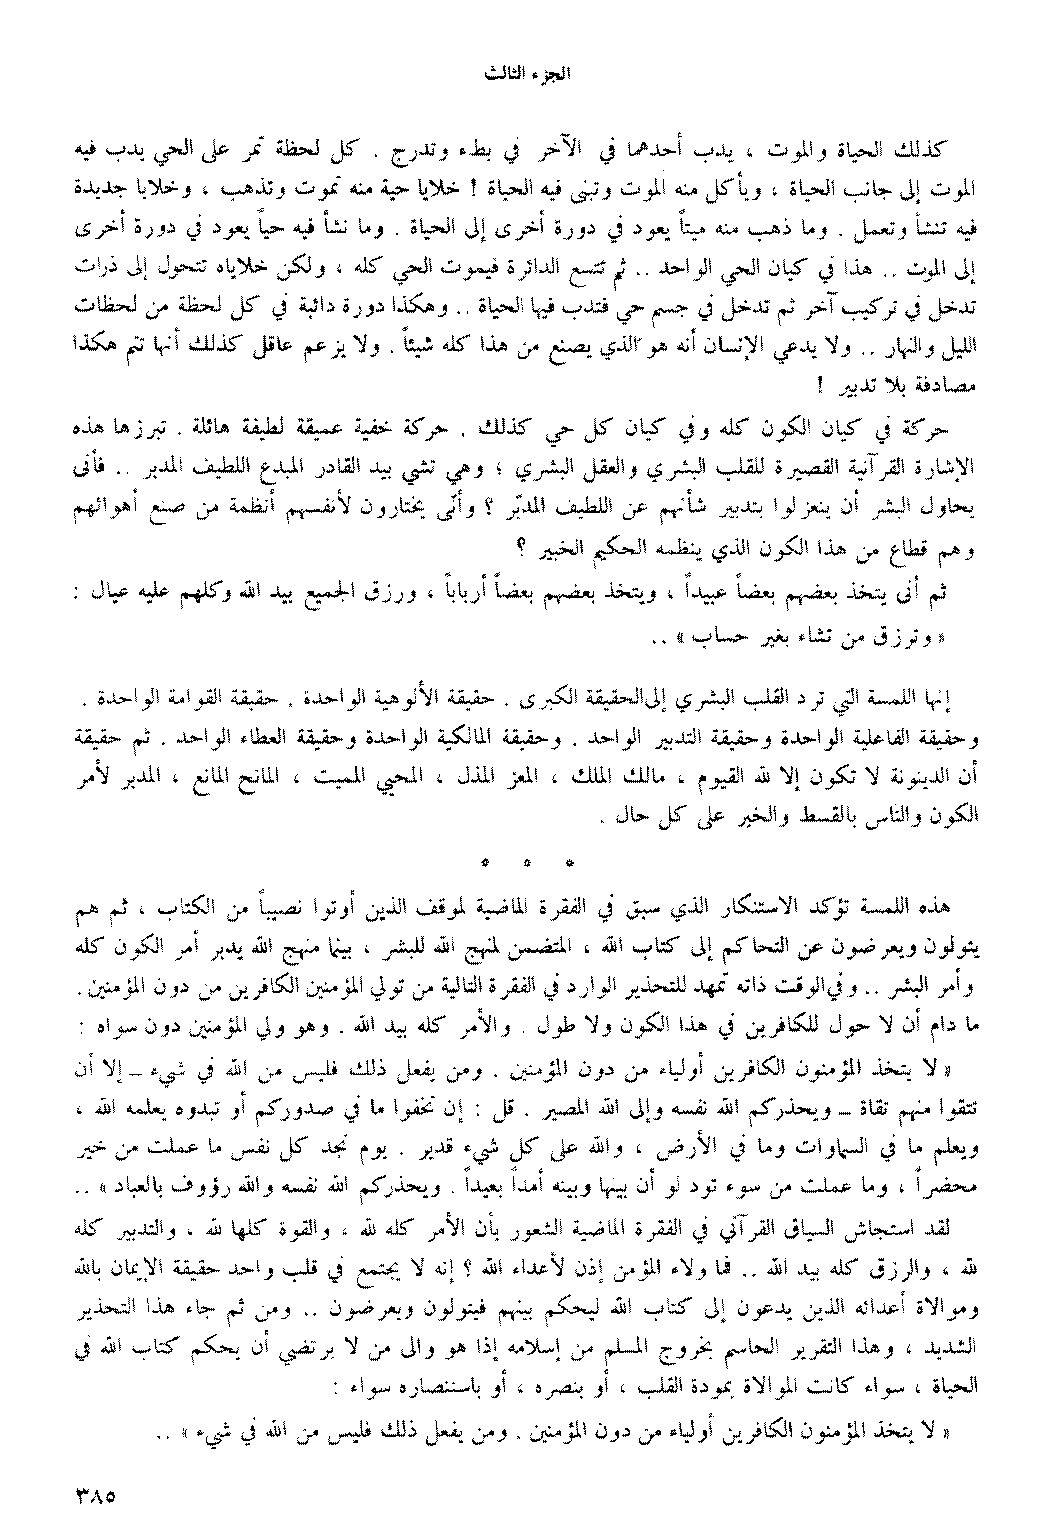 الجزء الثالث
كذلك الحياة والموت ، يدب أحدهما في الآخر في بطء وتدرج . كل لحظة تمر على الحي يدب فيه
الموت إلى جانب الحياة ، ويأكل منه الموت وتبنى فيه الحياة ! خلايا حية منه تموت وتذهب ، وخلايا جديدة
فيه تنشأ وتعمل . وما ذهب منه ميتاً يعود في دورة أخرى إلى الحياة . وما نشأ فيه حياً يعود في دورة أخرى
إلى الموت .. هذا في كيان الحي الواحد .. ثم تتسع الدائرة فيموت الحي كله ، ولكن خلاياه تتحول إلى ذرات
تدخل في تركيب آخر ثم تدخل في جسم حي فتدب فيها الحياة .. وهكذا دورة دائبة في كل لحظة من لحظات
الليل والنهار .. ولا يدعي الإنسان أنه هو الذي يصنع من هذا كله شيئاً . ولا يزعم عاقل كذلك أنها تتم هكذا
مصادفة بلا تدبير !
حركة في كيان الكون كله وفي كيان كل حي كذلك . حركة خفية عميقة لطيفة هائلة . تبرزها هذه
الإشارة القرآنية القصيرة للقلب البشري والعقل البشري ؛ وهي تشي بيد القادر المبدع اللطيف المدبر .. فأنى
يحاول البشر أن ينعزلوا بتدبير شأنهم عن اللطيف المدبّر ؟ وأنّى يختارون لأنفسهم أنظمة من صنع أهوائهم
وهم قطاع من هذا الكون الذي ينظمه الحكيم الخبير ؟
ثم أنى يتخذ بعضهم بعضاً عبيداً ، ويتخذ بعضهم بعضاً أرباباً ، ورزق الجميع بيد الله وكلهم عليه عيال :
« وترزق من تشاء بغير حساب » ..
إنها اللمسة التي ترد القلب البشري إلى الحقيقة الكبرى . حقيقة الألوهية الواحدة . حقيقة القوامة الواحدة .
وحقيقة الفاعلية الواحدة وحقيقة التدبير الواحد . وحقيقة المالكية الواحدة وحقيقة العطاء الواحد . ثم حقيقة
أن الدينونة لا تكون إلا لله القيوم ، مالك الملك ، المعز المذل ، المحيي المميت ، المانح المانع ، المدبر لأمر
الكون والناس بالقسط والخير على كل حال .
* * *
هذه اللمسة تؤكد الاستنكار الذي سبق في الفقرة الماضية لموقف الذين أوتوا نصيباً من الكتاب ، ثم هم
يتولون ويعرضون عن التحاكم إلى كتاب الله ، المتضمن لمنهج الله للبشر ، بينما منهج الله يدبر أمر الكون كله
وأمر البشر .. وفي الوقت ذاته تمهد للتحذير الوارد في الفقرة التالية من تولي المؤمنين الكافرين من دون المؤمنين .
ما دام أن لا حول للكافرين في هذا الكون ولا طول . والأمر كله بيد الله . وهو ولي المؤمنين دون سواه :
« لا يتخذ المؤمنون الكافرين أولياء من دون المؤمنين . ومن يفعل ذلك فليس من الله في شيء – إلا أن
تتقوا منهم تقاة – ويحذركم الله نفسه وإلى الله المصير . قل : إن تخفوا ما في صدوركم أو تبدوه يعلمه الله ،
ويعلم ما في السماوات وما في الأرض ، والله على كل شيء قدير . يوم تجد كل نفس ما عملت من خير
محضراً ، وما عملت من سوء تود لو أن بينها وبينه أمداً بعيداً . ويحذركم الله نفسه والله رؤوف بالعباد » ..
لقد استجاش السياق القرآني في الفقرة الماضية الشعور بأن الأمر كله لله ، والقوة كلها لله ، والتدبير كله
لله ، والرزق كله بيد الله .. فما ولاء المؤمن إذن لأعداء الله ؟ إنه لا يجتمع في قلب واحد حقيقة الإيمان بالله
وموالاة أعدائه الذين يدعون إلى كتاب الله ليحكم بينهم فيتولون ويعرضون .. ومن ثم جاء هذا التحذير
الشديد ، وهذا التقرير الحاسم بخروج المسلم من إسلامه إذا هو والى من لا يرتضي أن يحكم كتاب الله في
الحياة ، سواء كانت الموالاة بمودة القلب ، أو بنصره ، أو باستنصاره سواء :
« لا يتخذ المؤمنون الكافرين أولياء من دون المؤمنين . ومن يفعل ذلك فليس من الله في شيء » ..
٣٨٥